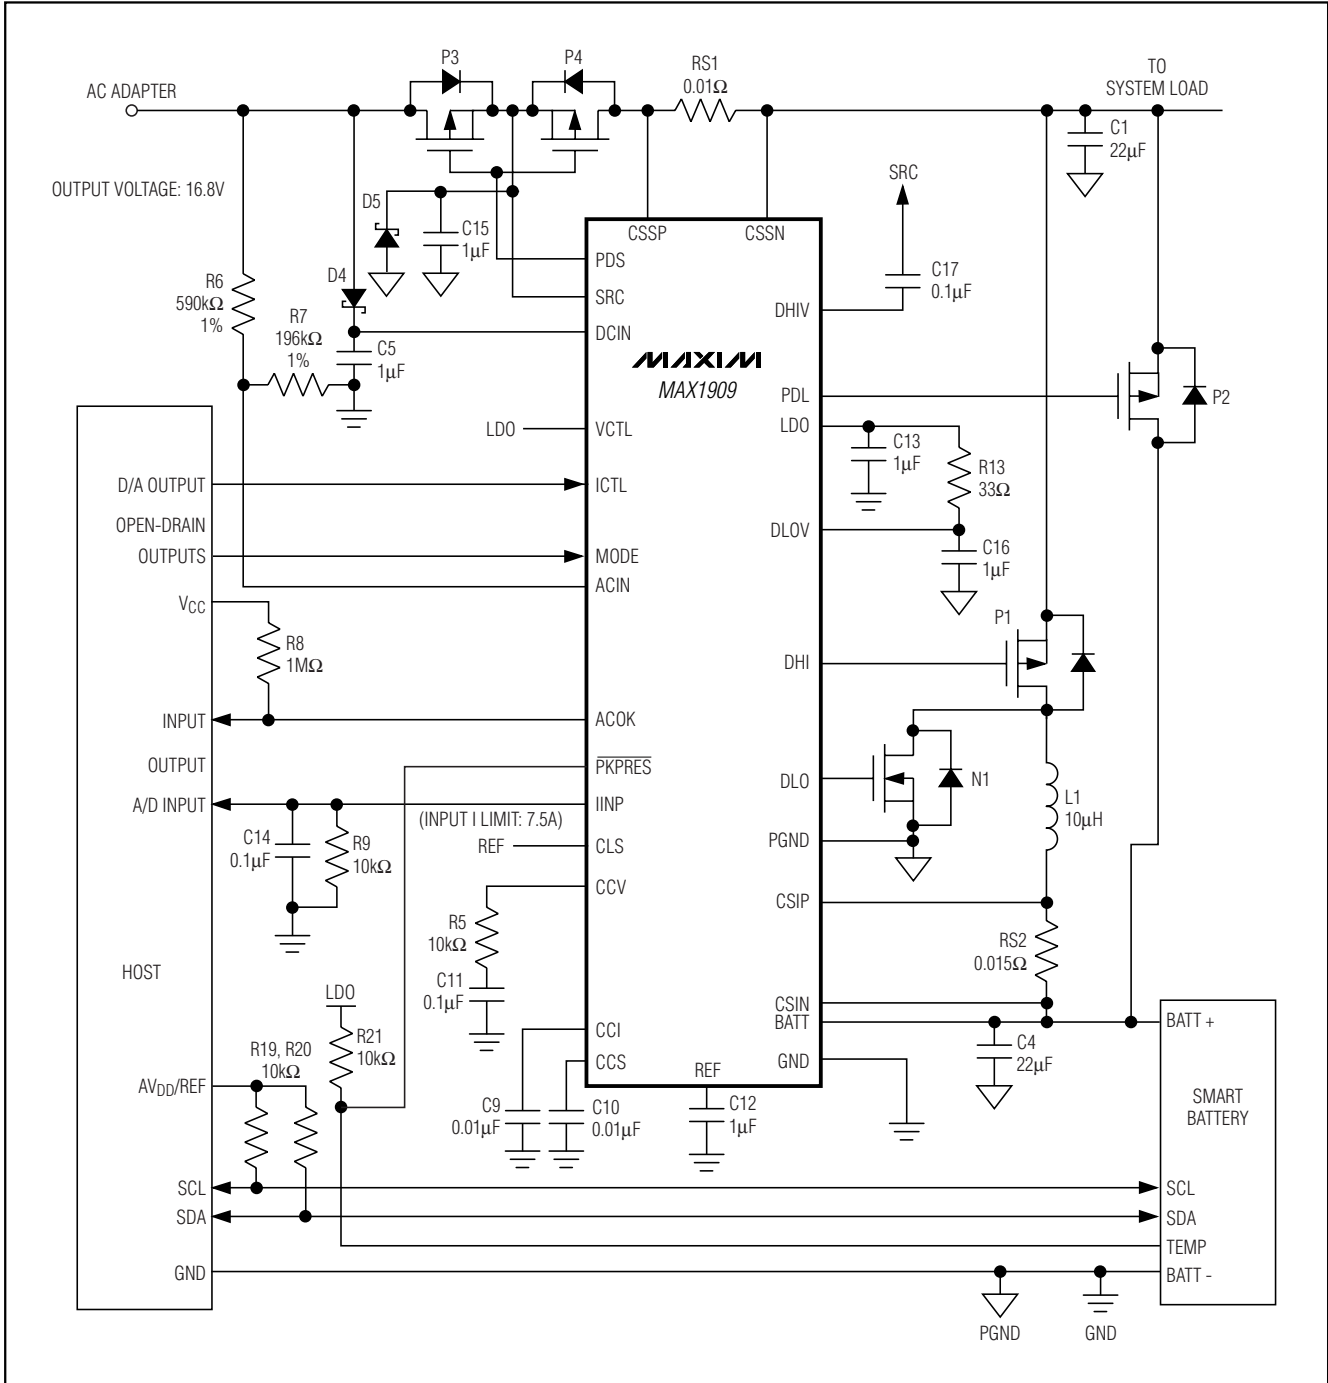 P3
P4
RS1
0.01Ω
TO
SYSTEM LOAD
AC ADAPTER
C1
22µF
OUTPUT VOLTAGE: 16.8V
D5
C15
1µF
SRC
CSSP
CSSN
C17
0.1µF
PDS
SRC
DHIV
DCIN
D4
R6
590kΩ
1%
R7
196kΩ
1%
C5
1µF
MAXIM
MAX1909
PDL
P2
LDO
VCTL
LDO
C13
1µF
R13
33Ω
D/A OUTPUT
ICTL
OPEN-DRAIN
OUTPUTS
MODE
DLOV
C16
1µF
ACIN
VCC
R8
1MΩ
P1
DHI
INPUT
ACOK
OUTPUT
PKPRES
DLO
N1
L1
10µH
A/D INPUT
IINP
(INPUT I LIMIT: 7.5A)
C14
0.1µF
R9
10kΩ
REF
CLS
PGND
CCV
CSIP
R5
10kΩ
RS2
0.015Ω
HOST
C11
0.1µF
LDO
CSIN
BATT
BATT +
R21
10kΩ
CCI
C4
22µF
R19, R20
10kΩ
CCS
REF
GND
AVDD/REF
C9
0.01µF
C10
0.01µF
C12
1µF
SMART
BATTERY
SCL
SCL
SDA
SDA
TEMP
GND
BATT -
PGND
GND